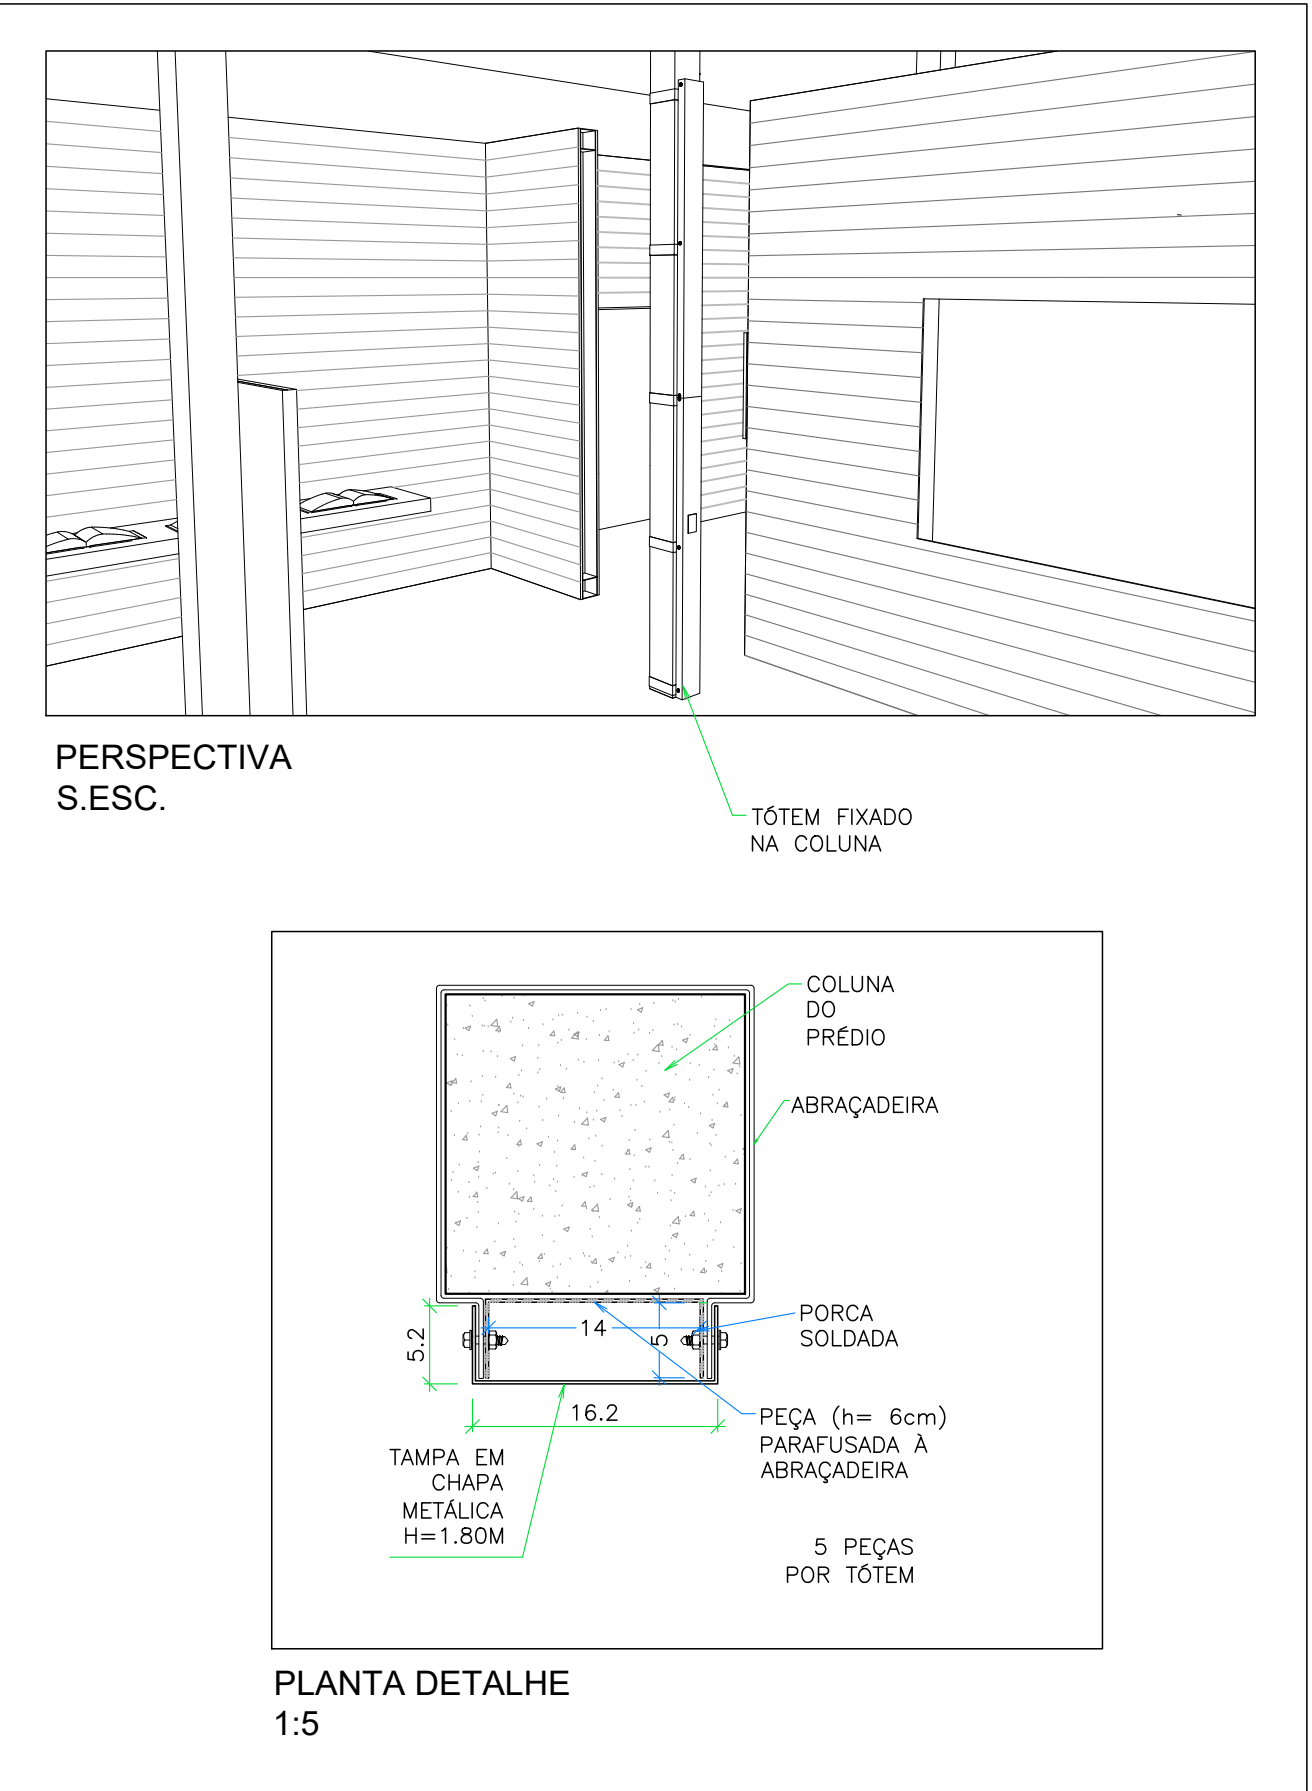 PERSPECTIVA
S.ESC.
TÓTEM FIXADO
NA COLUNA
COLUNA
DO
PRÉDIO
ABRAÇADEIRA
PORCA
SOLDADA
14
5
5.2
16.2
PEÇA (h= 6cm)
PARAFUSADA À
ABRAÇADEIRA
TAMPA EM
CHAPA
METÁLICA
H=1.80M
5 PEÇAS
POR TÓTEM
PLANTA DETALHE
1:5